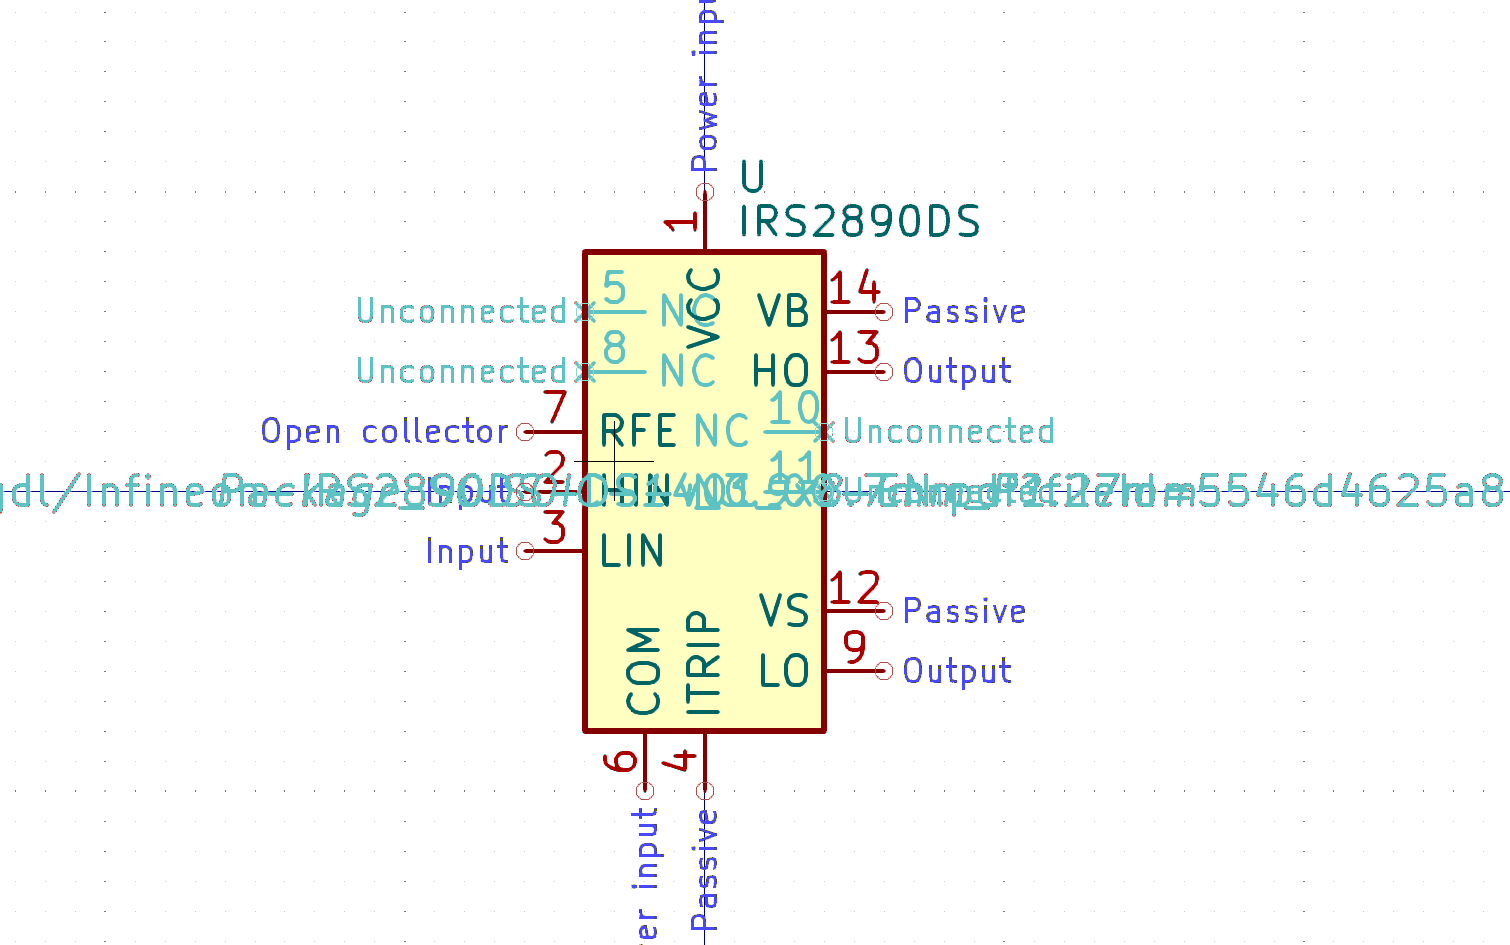 Power inpu
U
IRS2890DS
1
VCC
5
NC
Unconnected
14
VB
Passive
8
NC
Unconnected
13
HO
Output
7
RFE
Open collector
10
NC
Unconnected
2
HIN
Input
11
3
LIN
Input
12
VS
Passive
9
LO
Output
COM
ITRIP
6
4
er input
Passive